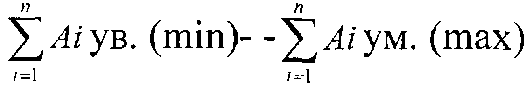 n n
∑ Ai ув. (min)- - ∑ Ai ум. (max)
i=1 i=1